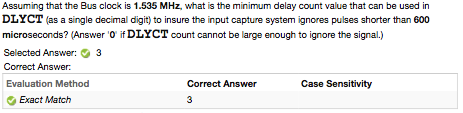 Assuming that the Bus clock is 1.535 MHz, what is the minimum delay count value that can be used in
DLYCT (as a single decimal digit) to insure the input capture system ignores pulses shorter than 600
microseconds? (Answer '0' if DLYCT count cannot be large enough to ignore the signal.)
Selected Answer: 3
Correct Answer:
Evaluation Method Correct Answer Case Sensitivity
Exact Match 3